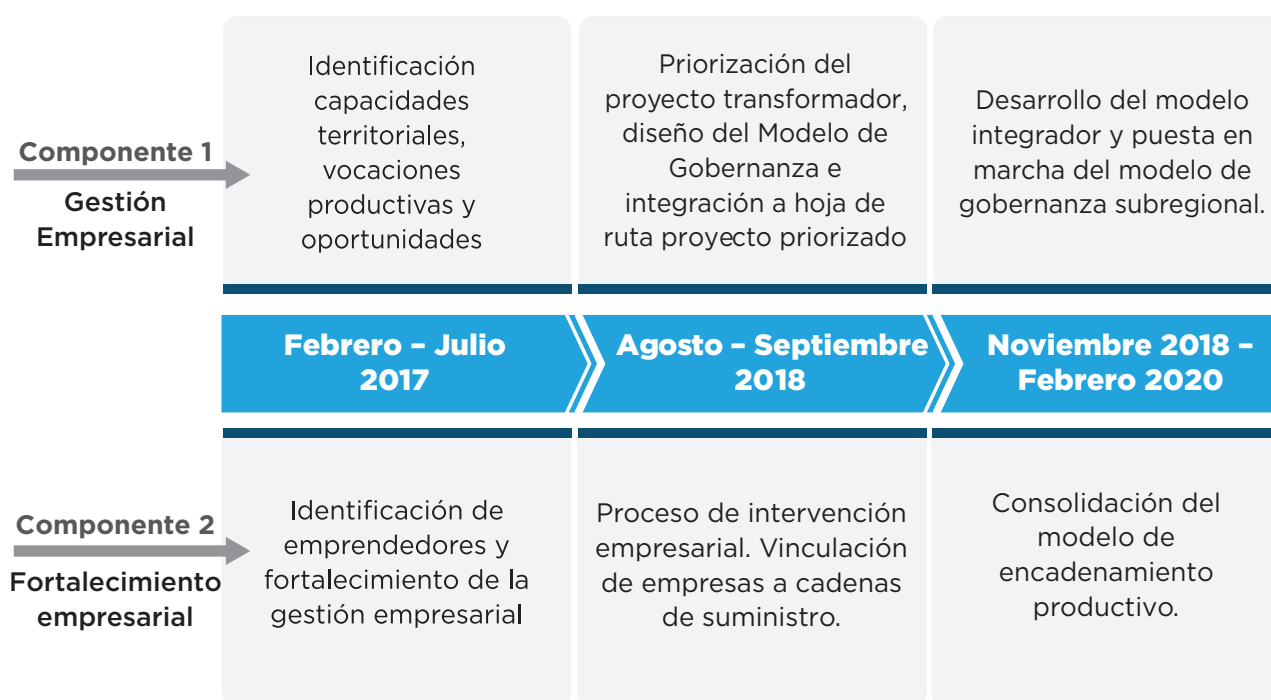 Componente 1
Gestión
Empresarial
Identificación
capacidades
territoriales,
vocaciones
productivas y
oportunidades
Priorización del
proyecto transformador,
diseño del Modelo de
Gobernanza e
integración a hoja de
ruta proyecto priorizado
Desarrollo del modelo
integrador y puesta en
marcha del modelo de
gobernanza subregional.
Febrero – Julio
2017
Agosto – Septiembre
2018
Noviembre 2018 –
Febrero 2020
Componente 2
Fortalecimiento
empresarial
Identificación de
emprendedores y
fortalecimiento de la
gestión empresarial
Proceso de intervención
empresarial. Vinculación
de empresas a cadenas
de suministro.
Consolidación del
modelo de
encadenamiento
productivo.